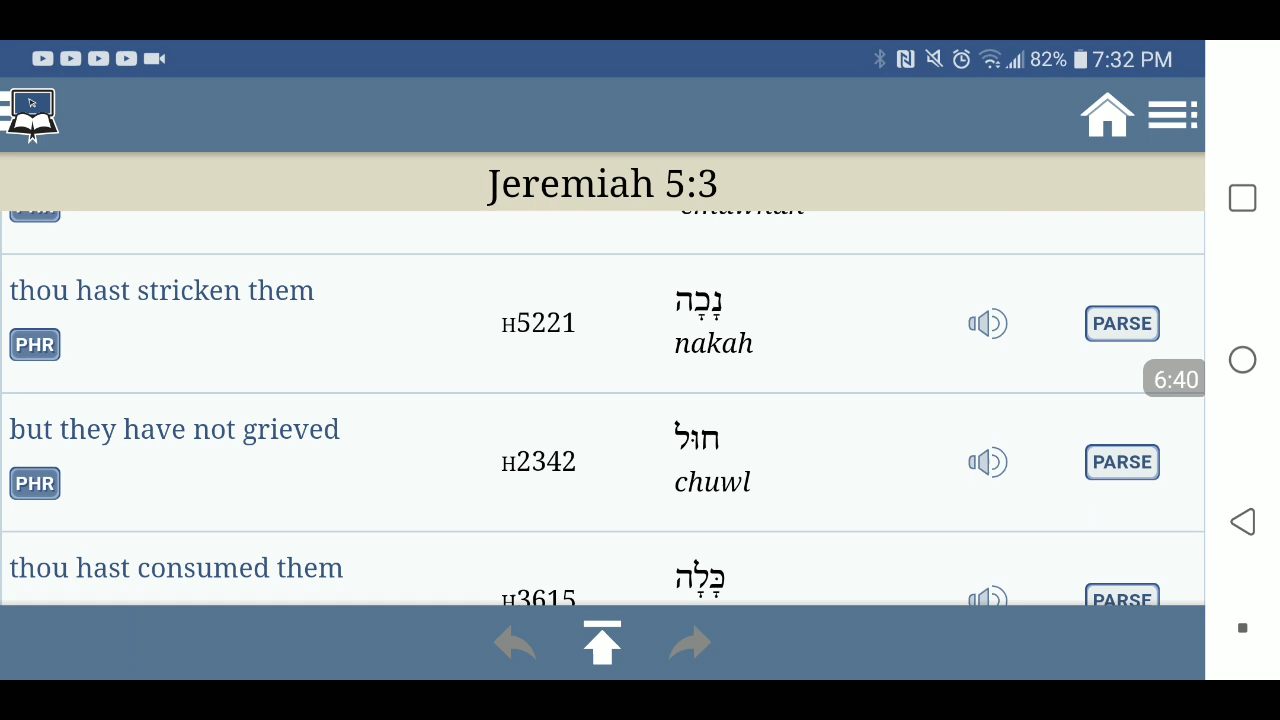 82% 7:32 PM
Jeremiah 5:3
thou hast stricken them
PHR
H5221
נָכָה
nakah
PARSE
6:40
but they have not grieved
PHR
H2342
חוּל
chuwl
PARSE
thou hast consumed them
H3615
כָּלָה
PARSE